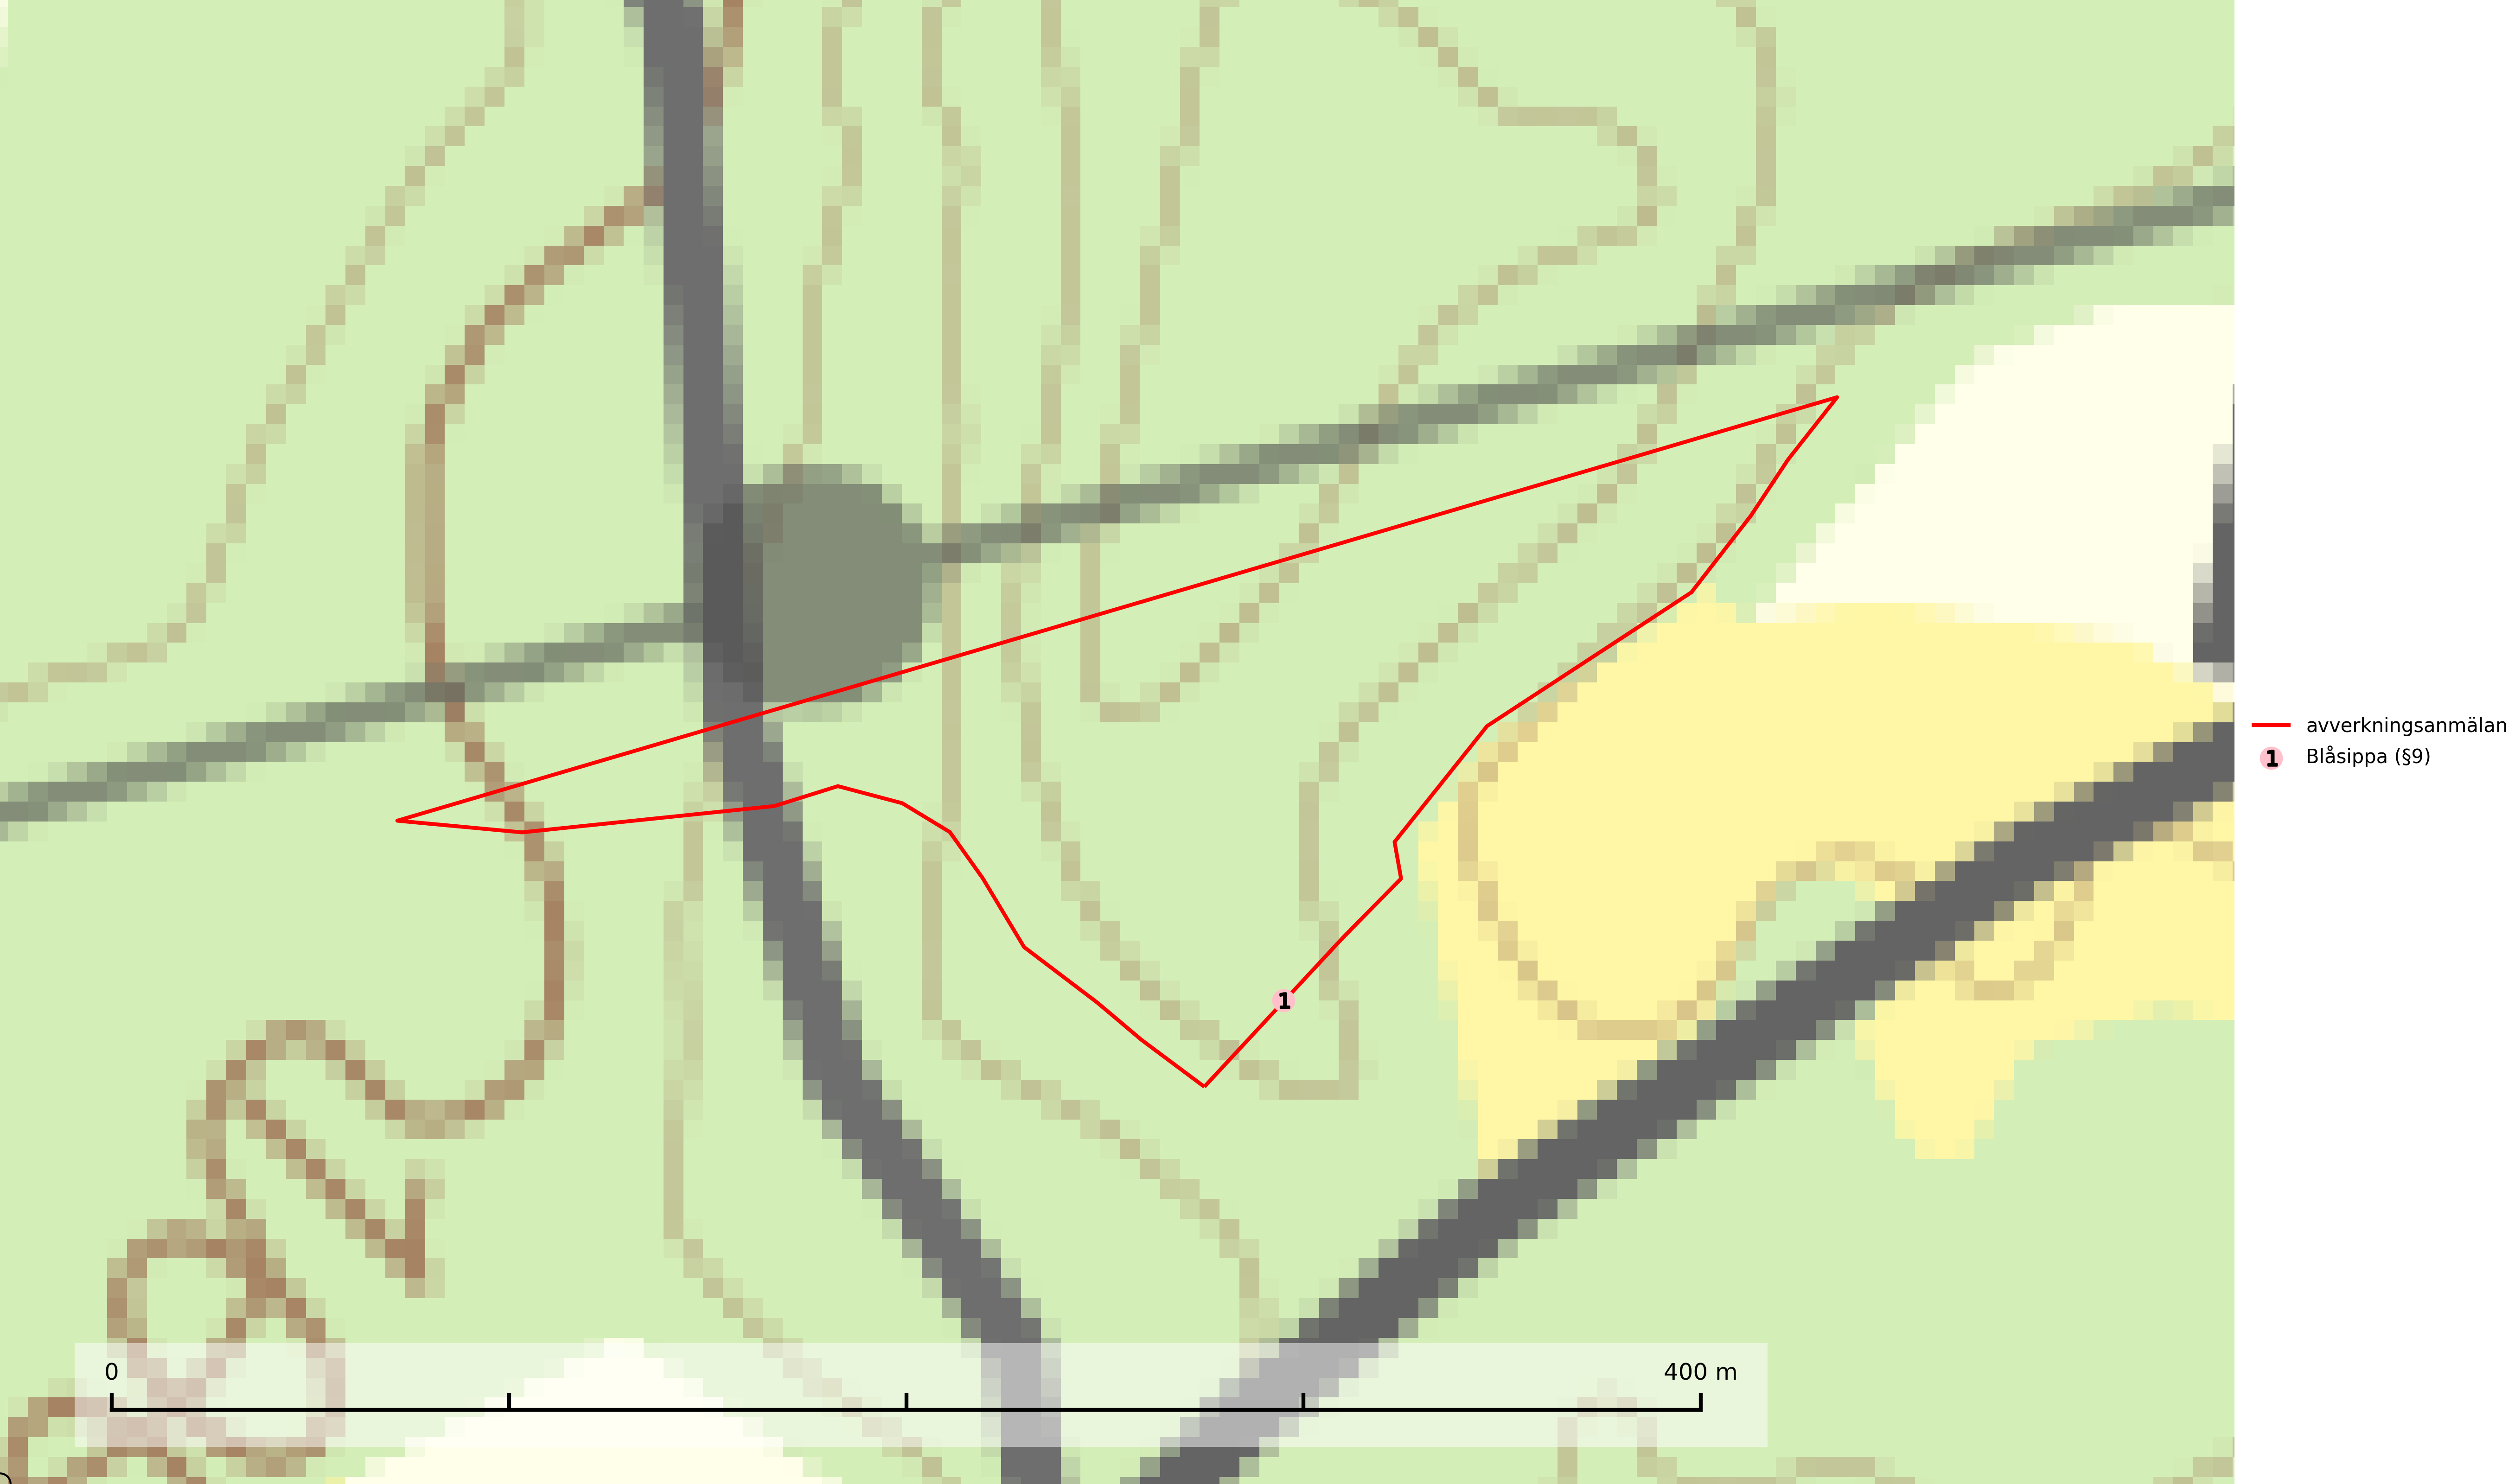 avverkningsanmälan
1 Blåsippa (§9)
1
0 400 m